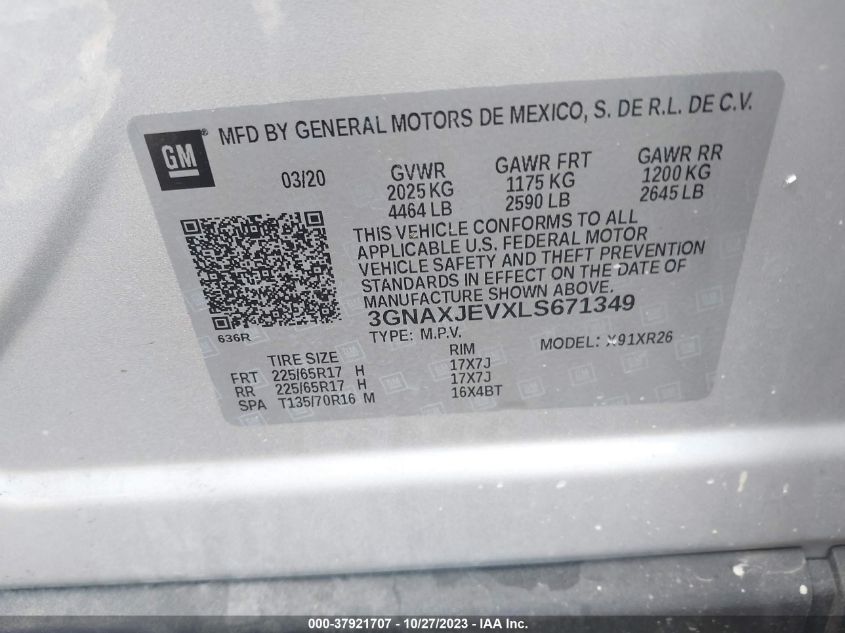 GM® MFD BY GENERAL MOTORS DE MEXICO, S. DE R.L. DE C.V.
03/20 GVWR GAWR FRT GAWR RR
2025 KG 1175 KG 1200 KG
4464 LB 2590 LB 2645 LB
THIS VEHICLE CONFORMS TO ALL
APPLICABLE U.S. FEDERAL MOTOR
VEHICLE SAFETY AND THEFT PREVENTION
STANDARDS IN EFFECT ON THE DATE OF
MANUFACTURE SHOWN ABOVE.
3GNAXJEVXLS671349
636R TYPE: M.P.V. MODEL: X91XR26
TIRE SIZE RIM
FRT 225/65R17 H 17X7J
RR 225/65R17 H 17X7J
SPA T135/70R16 M 16X4BT
000-37921707 - 10/27/2023 - IAA Inc.